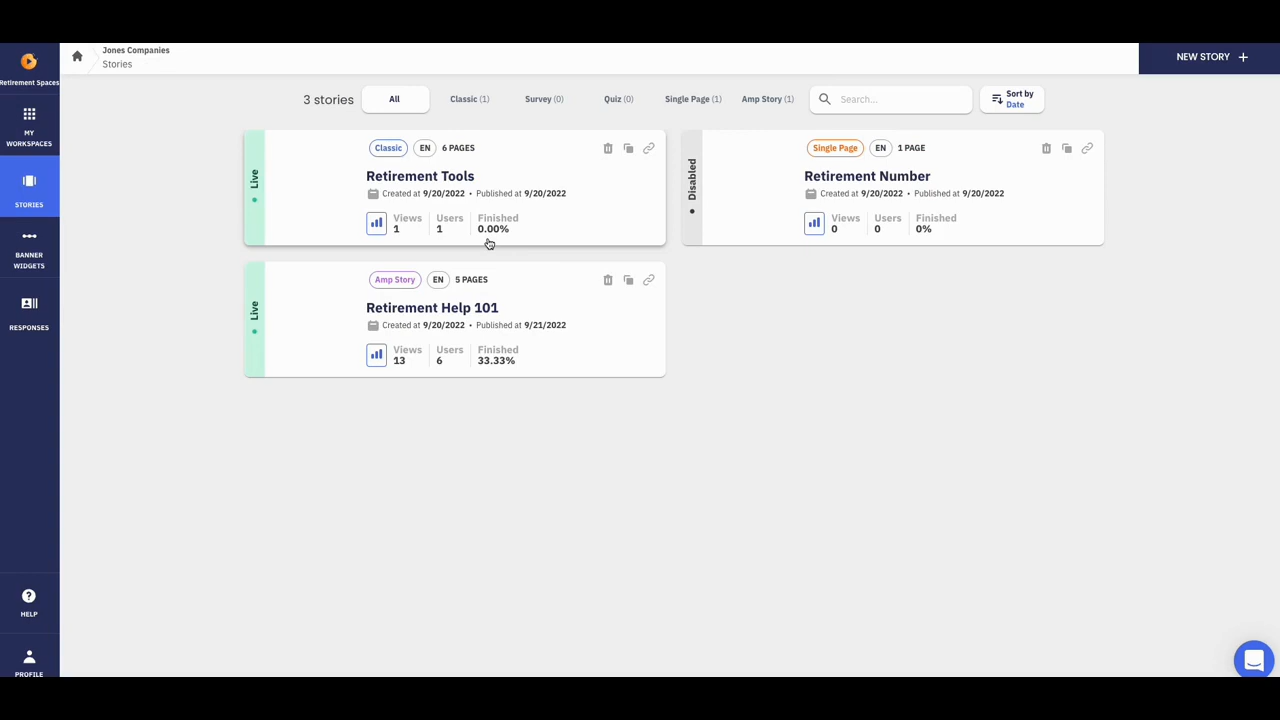 Retirement Spaces
MY
WORKSPACES
STORIES
BANNER
WIDGETS
RESPONSES
HELP
PROFILE
Jones Companies
Stories
NEW STORY +
3 stories
All
Classic (1)
Survey (0)
Quiz (0)
Single Page (1)
Amp Story (1)
Search...
Sort by
Date
Live
Classic EN 6 PAGES
Retirement Tools
Created at 9/20/2022 • Published at 9/20/2022
Views Users Finished
1 1 0.00%
Disabled
Single Page EN 1 PAGE
Retirement Number
Created at 9/20/2022 • Published at 9/20/2022
Views Users Finished
0 0 0%
Live
Amp Story EN 5 PAGES
Retirement Help 101
Created at 9/20/2022 • Published at 9/21/2022
Views Users Finished
13 6 33.33%